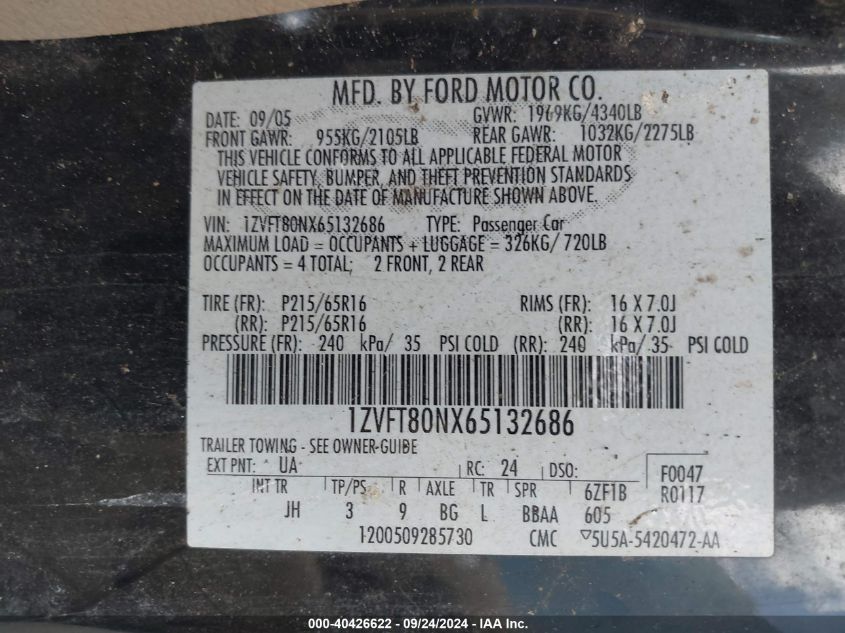 MFD. BY FORD MOTOR CO.
DATE: 09/05 GVWR: 1969KG/4340LB
FRONT GAWR: 955KG/2105LB REAR GAWR: 1032KG/2275LB
THIS VEHICLE CONFORMS TO ALL APPLICABLE FEDERAL MOTOR
VEHICLE SAFETY, BUMPER, AND THEFT PREVENTION STANDARDS
IN EFFECT ON THE DATE OF MANUFACTURE SHOWN ABOVE.
VIN: 1ZVFT80NX65132686 TYPE: Passenger Car
MAXIMUM LOAD = OCCUPANTS + LUGGAGE = 326KG/ 720LB
OCCUPANTS = 4 TOTAL; 2 FRONT, 2 REAR
TIRE (FR): P215/65R16 RIMS (FR): 16 X 7.0J
(RR): P215/65R16 (RR): 16 X 7.0J
PRESSURE (FR): 240 kPa/ 35 PSI COLD (RR): 240 kPa/ 35 PSI COLD
1ZVFT80NX65132686
TRAILER TOWING - SEE OWNER-GUIDE
EXT PNT: UA RC: 24 DSO: F0047
INT TR TP/PS R AXLE TR SPR 6ZF1B R0117
JH 3 9 BG L BBAA 605
1200509285730 CMC ▽5U5A-5420472-AA
000-40426622 - 09/24/2024 - IAAI Inc.